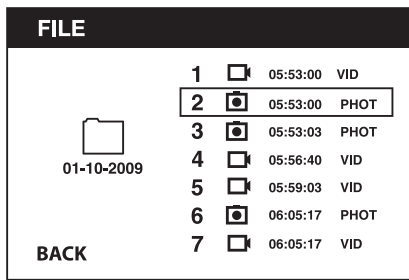 FILE
1 05:53:00 VID
2 05:53:00 PHOT
3 05:53:03 PHOT
4 05:56:40 VID
5 05:59:03 VID
6 06:05:17 PHOT
7 06:05:17 VID
01-10-2009
BACK